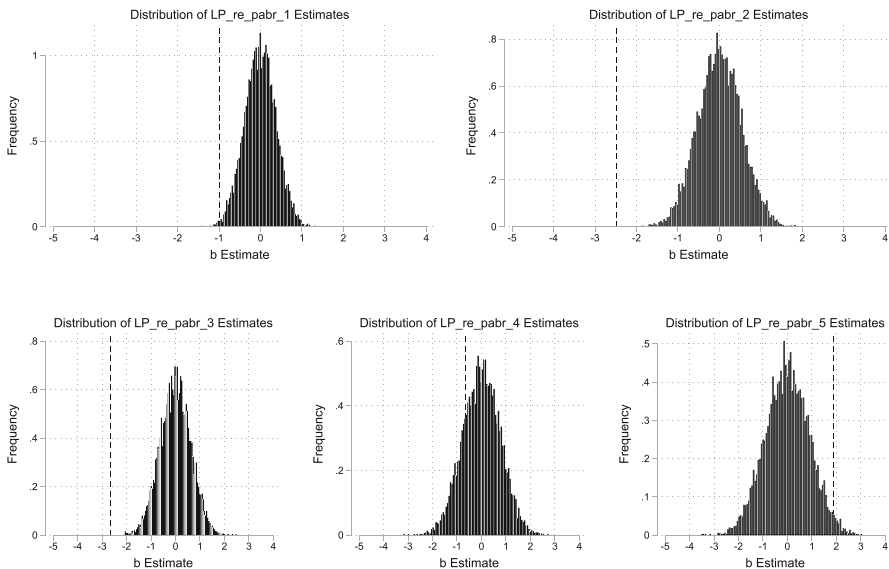 Distribution of LP_re_pabr_1 Estimates
Frequency
1
.5
0
-5 -4 -3 -2 -1 0 1 2 3 4
b Estimate
Distribution of LP_re_pabr_2 Estimates
Frequency
.8
.6
.4
.2
0
-5 -4 -3 -2 -1 0 1 2 3 4
b Estimate
Distribution of LP_re_pabr_3 Estimates
Frequency
.8
.6
.4
.2
0
-5 -4 -3 -2 -1 0 1 2 3 4
b Estimate
Distribution of LP_re_pabr_4 Estimates
Frequency
.6
.4
.2
0
-5 -4 -3 -2 -1 0 1 2 3 4
b Estimate
Distribution of LP_re_pabr_5 Estimates
Frequency
.5
.4
.3
.2
.1
0
-5 -4 -3 -2 -1 0 1 2 3 4
b Estimate